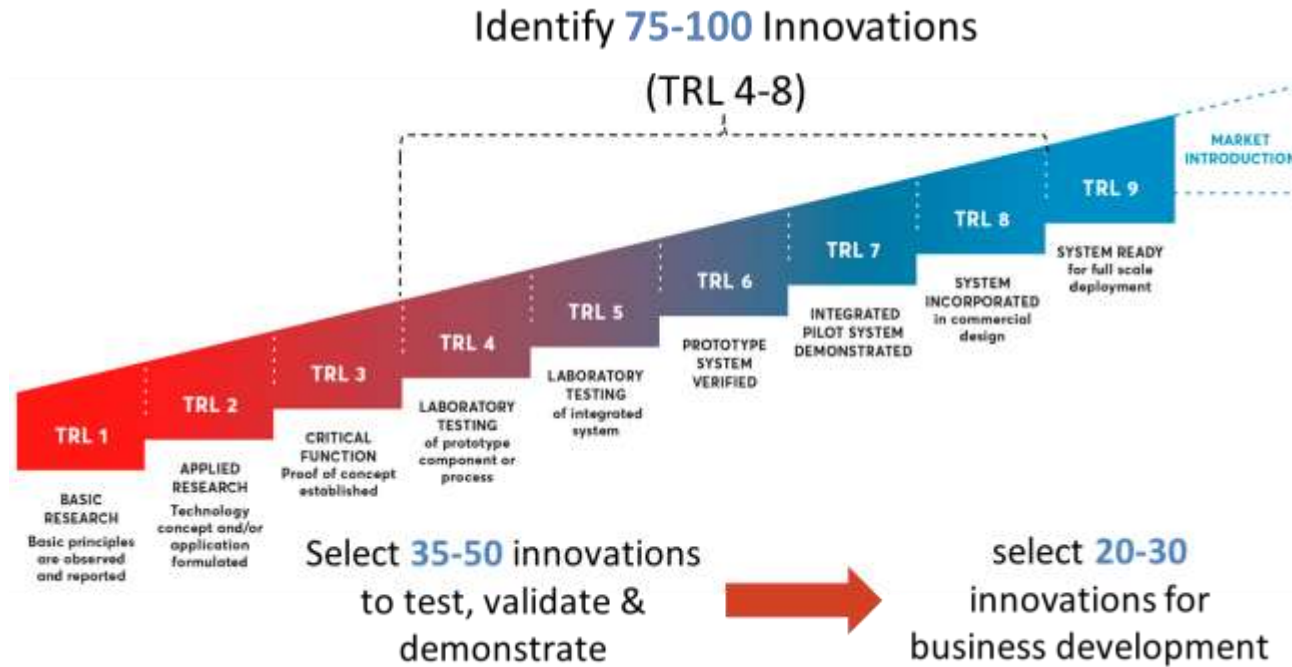 Identify 75-100 Innovations
(TRL 4-8)
MARKET
INTRODUCTION
TRL 9
SYSTEM READY
for full scale
deployment
TRL 8
SYSTEM
INCORPORATED
in commercial
design
TRL 7
INTEGRATED
PILOT SYSTEM
DEMONSTRATED
TRL 6
PROTOTYPE
SYSTEM
VERIFIED
TRL 5
LABORATORY
TESTING
of integrated
system
TRL 4
LABORATORY
TESTING
of prototype
component or
process
TRL 3
CRITICAL
FUNCTION
Proof of concept
established
TRL 2
APPLIED
RESEARCH
Technology
concept and/or
application
formulated
TRL 1
BASIC
RESEARCH
Basic principles
are observed
and reported
Select 35-50 innovations
to test, validate &
demonstrate
select 20-30
innovations for
business development